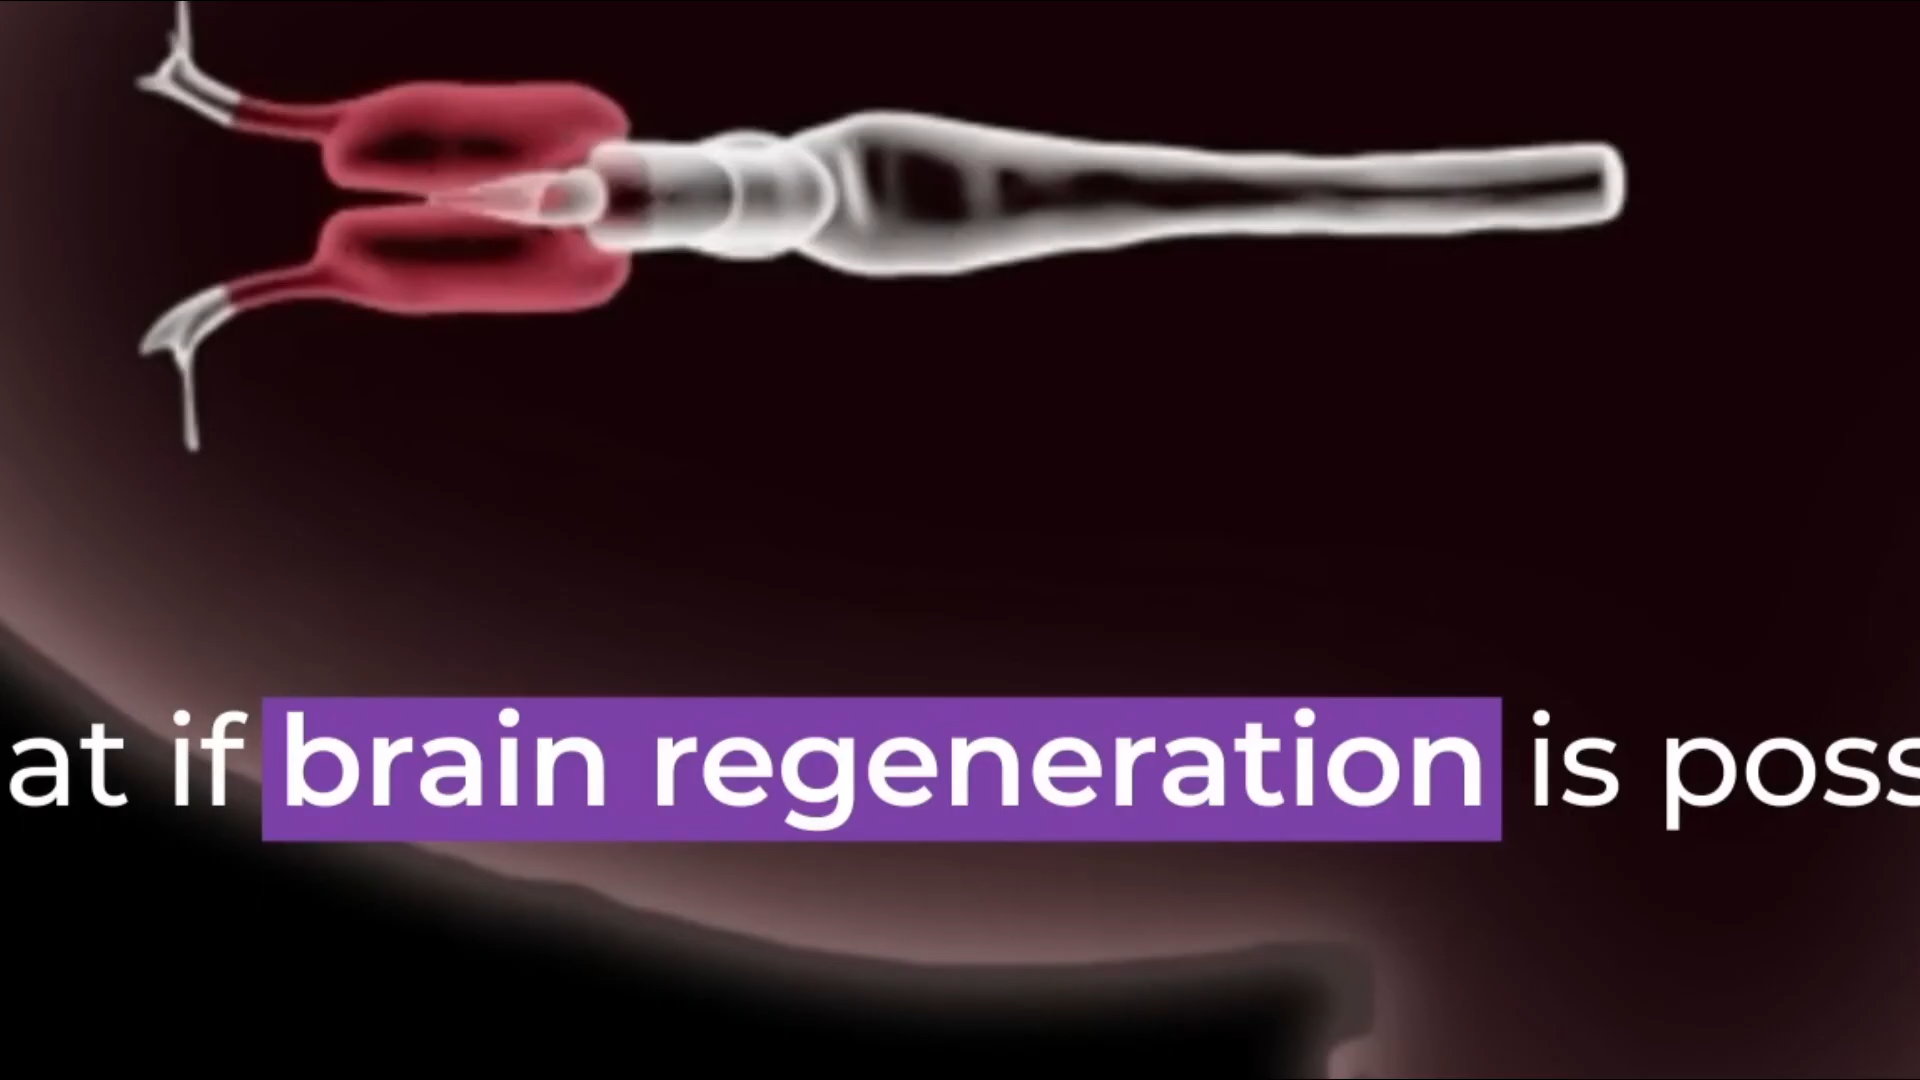 at if brain regeneration is poss